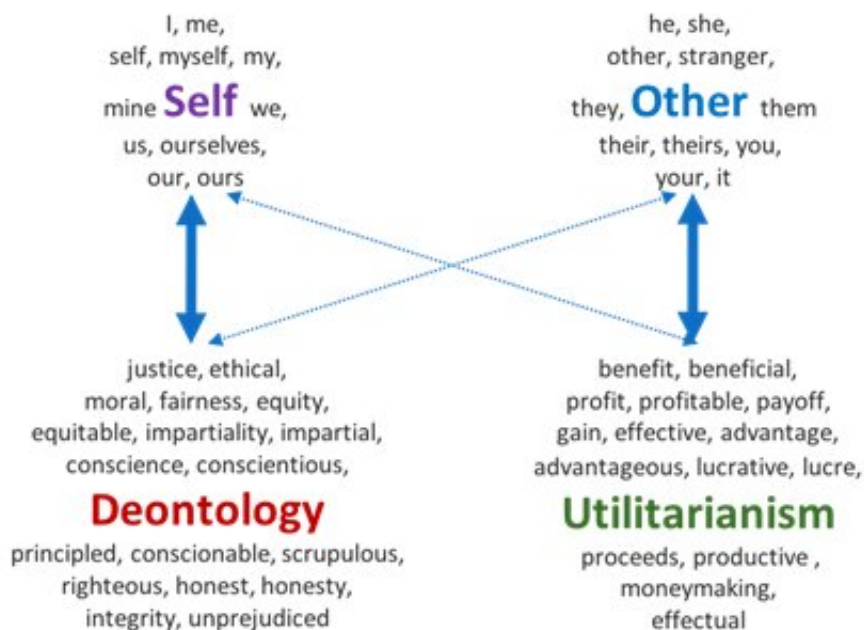 I, me,
self, myself, my,
mine Self we,
us, ourselves,
our, ours
he, she,
other, stranger,
they, Other them
their, theirs, you,
your, it
justice, ethical,
moral, fairness, equity,
equitable, impartiality, impartial,
conscience, conscientious,
Deontology
principled, conscionable, scrupulous,
righteous, honest, honesty,
integrity, unprejudiced
benefit, beneficial,
profit, profitable, payoff,
gain, effective, advantage,
advantageous, lucrative, lucre,
Utilitarianism
proceeds, productive ,
moneymaking,
effectual